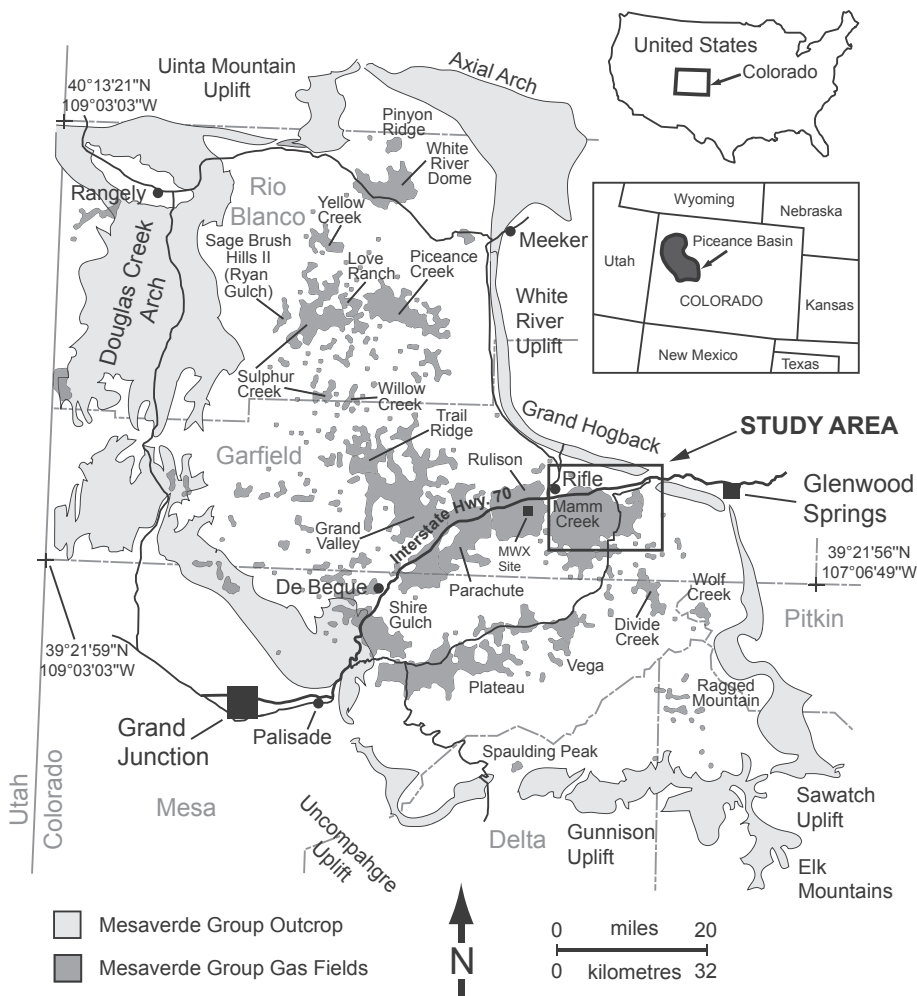 United States
Colorado
Axial Arch
Uinta Mountain
Uplift
40°13'21"N
109°03'03"W
Pinyon
Ridge
White
River
Dome
Rangely
Rio
Blanco
Yellow
Creek
Sage Brush
Hills II
(Ryan
Gulch)
Love
Ranch
Piceance
Creek
Meeker
Douglas Creek
Arch
White
River
Uplift
Wyoming
Nebraska
Utah
Piceance Basin
COLORADO
Kansas
New Mexico
Texas
Sulphur
Creek
Willow
Creek
Trail
Ridge
Grand Hogback
STUDY AREA
Garfield
Rulison
Rifle
Mamm
Creek
Glenwood
Springs
Interstate Hwy. 70
Grand
Valley
MWX
Site
39°21'56"N
107°06'49"W
De Beque
Parachute
Wolf
Creek
Shire
Gulch
Divide
Creek
Pitkin
39°21'59"N
109°03'03"W
Vega
Plateau
Ragged
Mountain
Grand
Junction
Palisade
Spaulding Peak
Utah
Colorado
Mesa
Uncompahgre
Uplift
Delta
Gunnison
Uplift
Sawatch
Uplift
Elk
Mountains
Mesaverde Group Outcrop
Mesaverde Group Gas Fields
N
0 miles 20
0 kilometres 32